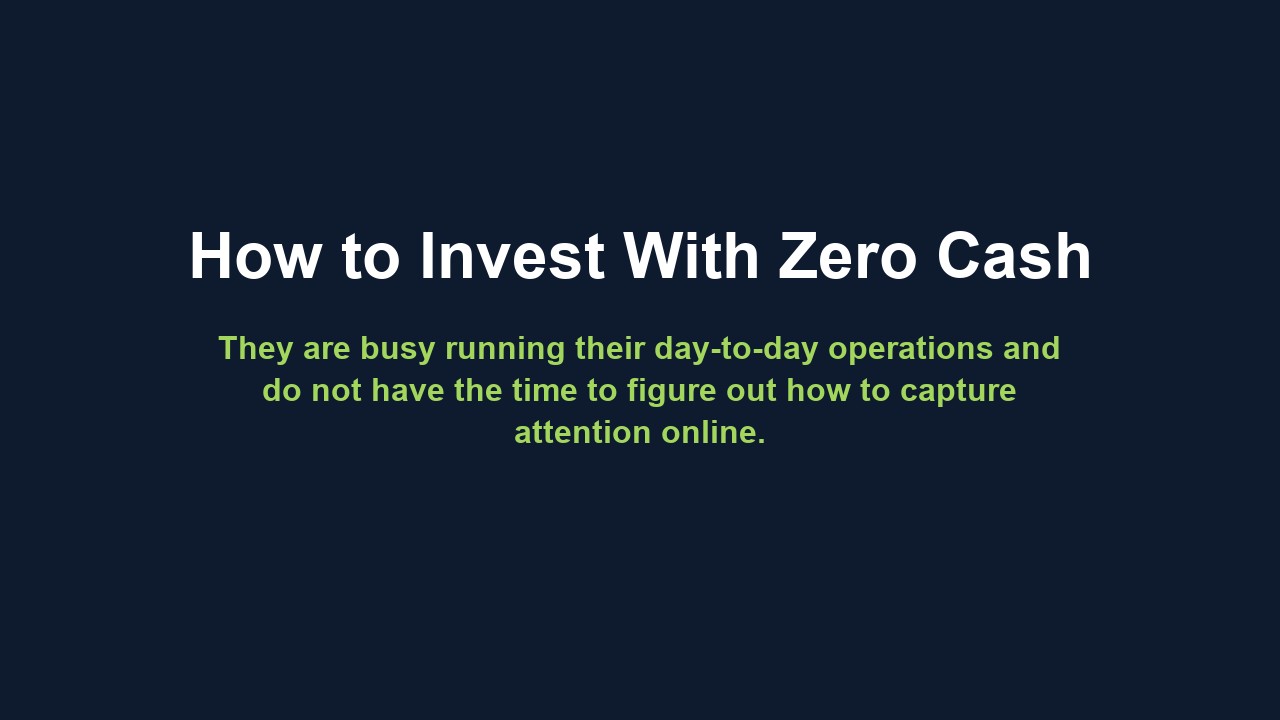 How to Invest With Zero Cash
They are busy running their day-to-day operations and
do not have the time to figure out how to capture
attention online.